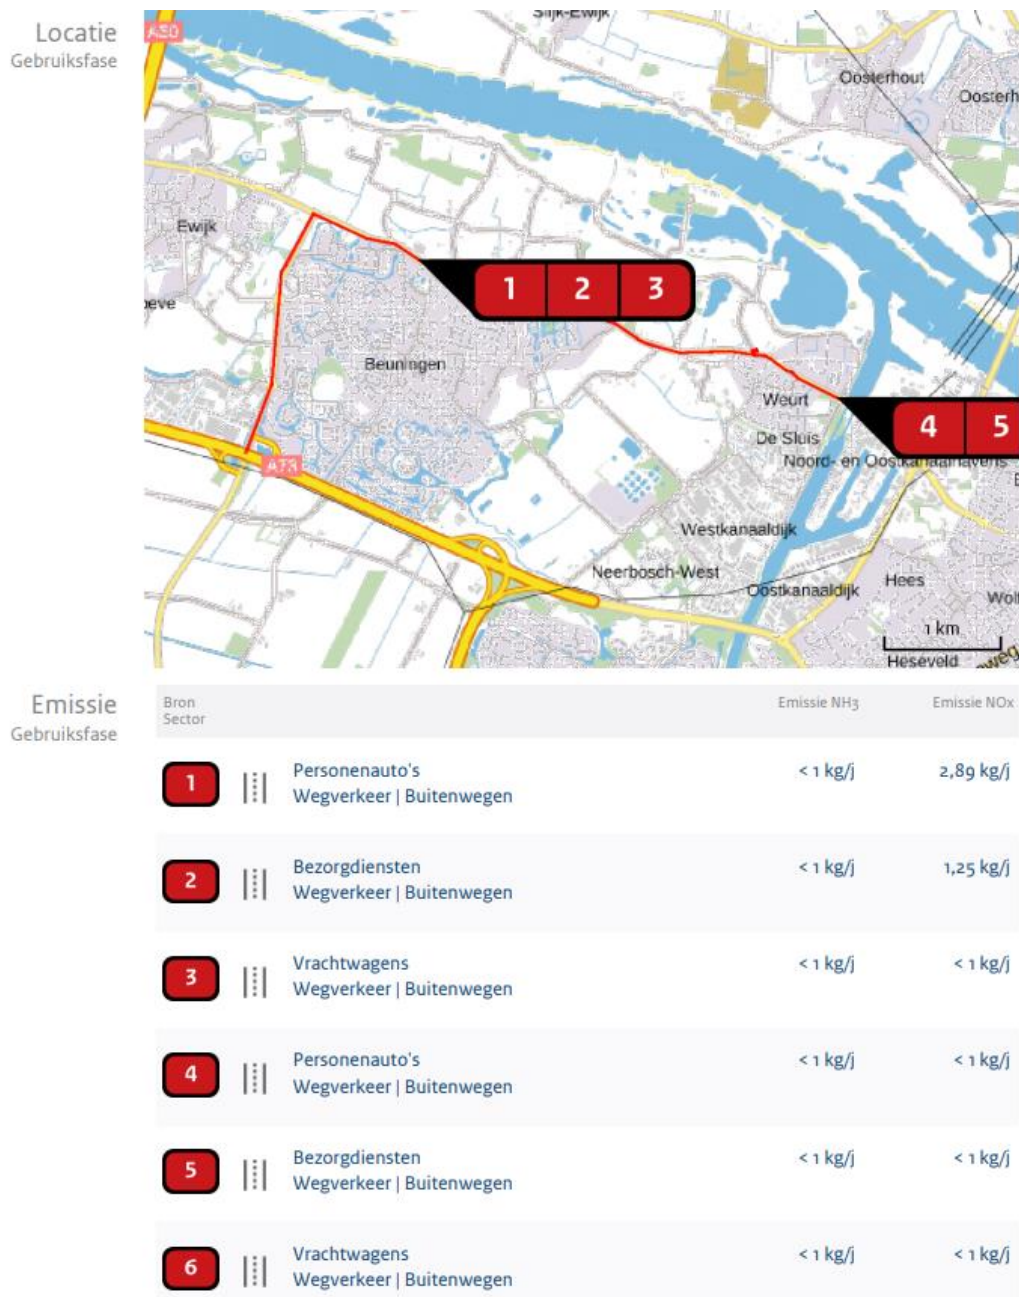 Locatie
Gebruiksfase
A50
Slijk-Ewijk
Oosterhout
Oosterh
Ewijk
eve
1 2 3
Beuningen
Weurt
4 5
De Sluis
Noord- en Oostkanaalhavens
A73
Westkanaaldijk
Neerbosch-West
Hees
Oostkanaaldijk
Wolf
1 km
Heseveld
weg
Emissie
Gebruiksfase
Bron
Sector
Emissie NH3
Emissie NOx
1 Personenauto's < 1 kg/j 2,89 kg/j
Wegverkeer | Buitenwegen
2 Bezorgdiensten < 1 kg/j 1,25 kg/j
Wegverkeer | Buitenwegen
3 Vrachtwagens < 1 kg/j < 1 kg/j
Wegverkeer | Buitenwegen
4 Personenauto's < 1 kg/j < 1 kg/j
Wegverkeer | Buitenwegen
5 Bezorgdiensten < 1 kg/j < 1 kg/j
Wegverkeer | Buitenwegen
6 Vrachtwagens < 1 kg/j < 1 kg/j
Wegverkeer | Buitenwegen